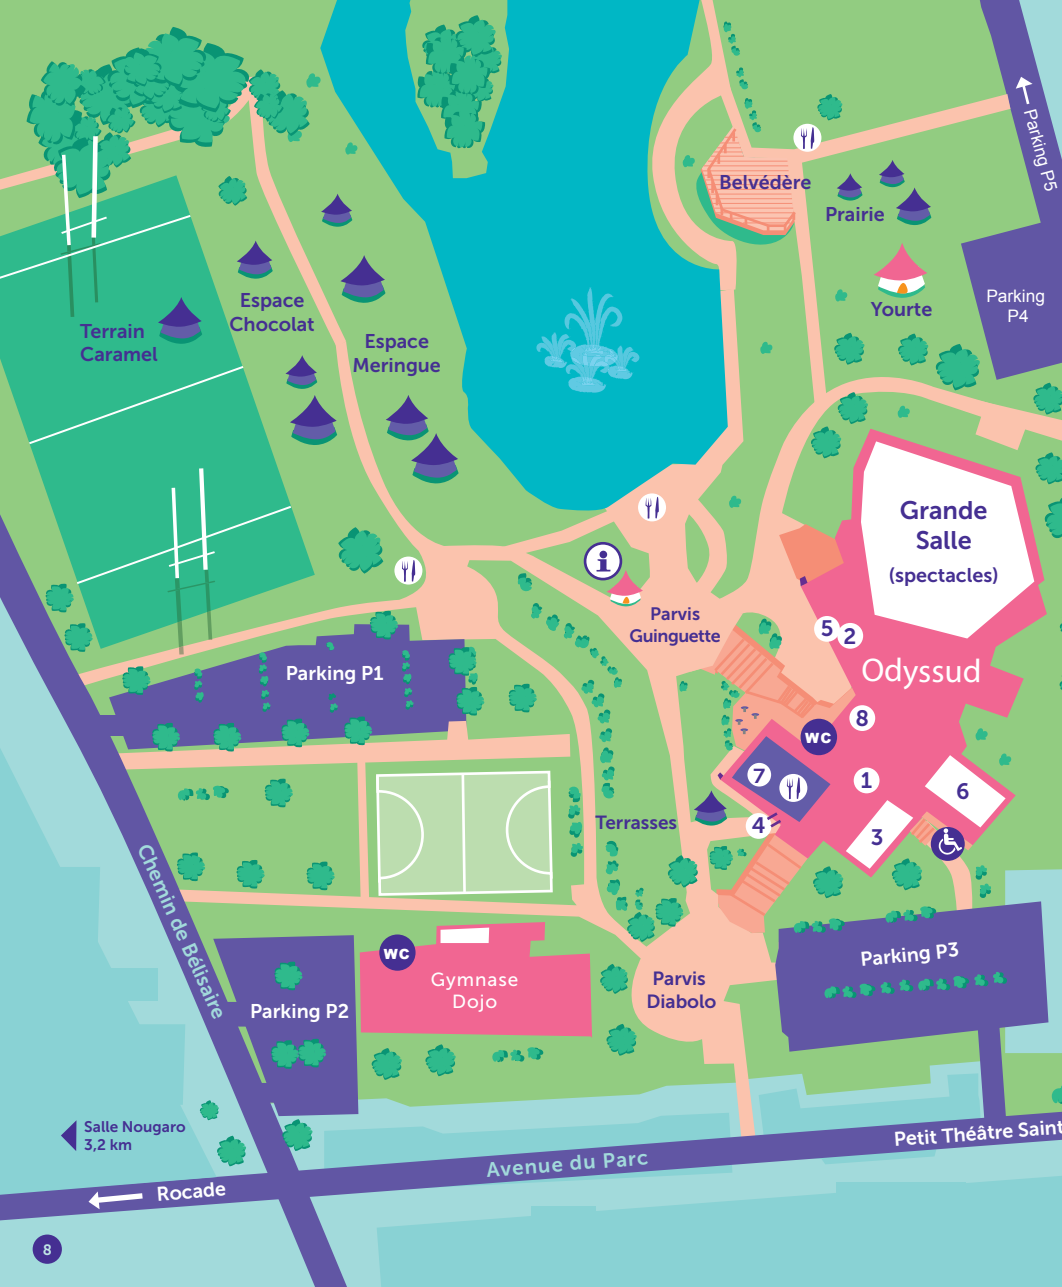 Parking P5
Belvédère
Prairie
Parking
P4
Yourte
Espace
Chocolat
Terrain
Caramel
Espace
Meringue
Grande
Salle
(spectacles)
Parvis
Guinguette
5
2
Odyssud
Parking P1
8
WC
7
1
6
4
3
Terrasses
Chemin de Bélisaire
WC
Gymnase
Dojo
Parvis
Diabolo
Parking P3
Parking P2
Salle Nougaro
3,2 km
Petit Théâtre Saint
Avenue du Parc
Rocade
8